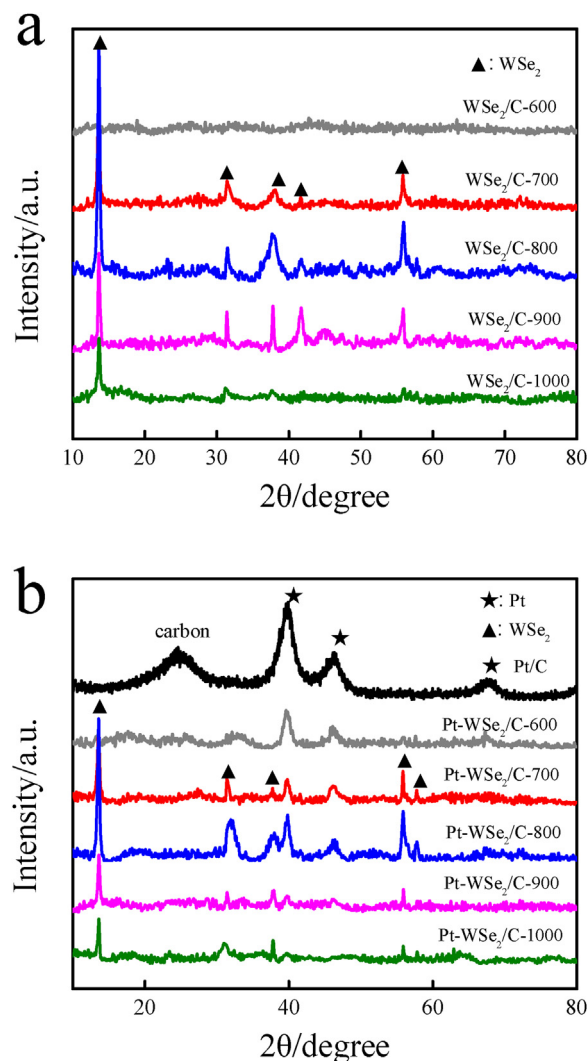 a
▲: WSe₂
WSe₂/C-600
WSe₂/C-700
WSe₂/C-800
WSe₂/C-900
WSe₂/C-1000
Intensity/a.u.
10 20 30 40 50 60 70 80
2θ/degree
b
★: Pt
▲: WSe₂
carbon
★ Pt/C
Pt-WSe₂/C-600
Pt-WSe₂/C-700
Pt-WSe₂/C-800
Pt-WSe₂/C-900
Pt-WSe₂/C-1000
Intensity/a.u.
20 40 60 80
2θ/degree